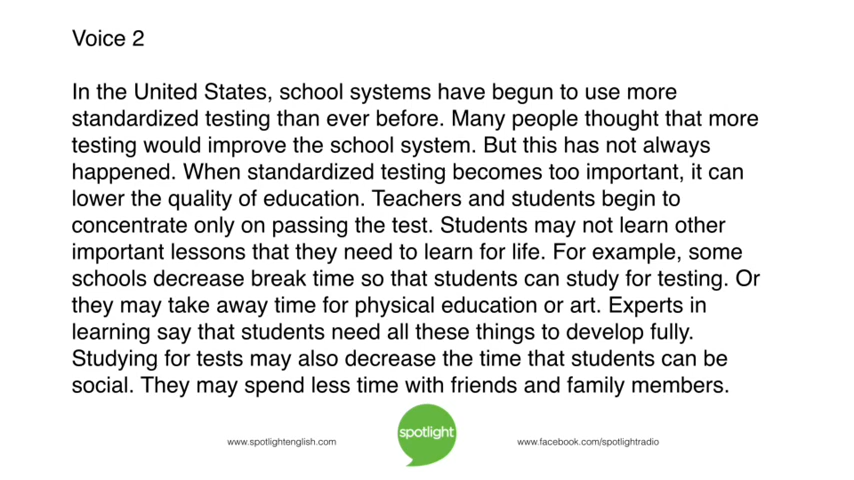 Voice 2
In the United States, school systems have begun to use more
standardized testing than ever before. Many people thought that more
testing would improve the school system. But this has not always
happened. When standardized testing becomes too important, it can
lower the quality of education. Teachers and students begin to
concentrate only on passing the test. Students may not learn other
important lessons that they need to learn for life. For example, some
schools decrease break time so that students can study for testing. Or
they may take away time for physical education or art. Experts in
learning say that students need all these things to develop fully.
Studying for tests may also decrease the time that students can be
social. They may spend less time with friends and family members.
www.spotlightenglish.com
spotlight
www.facebook.com/spotlightradio